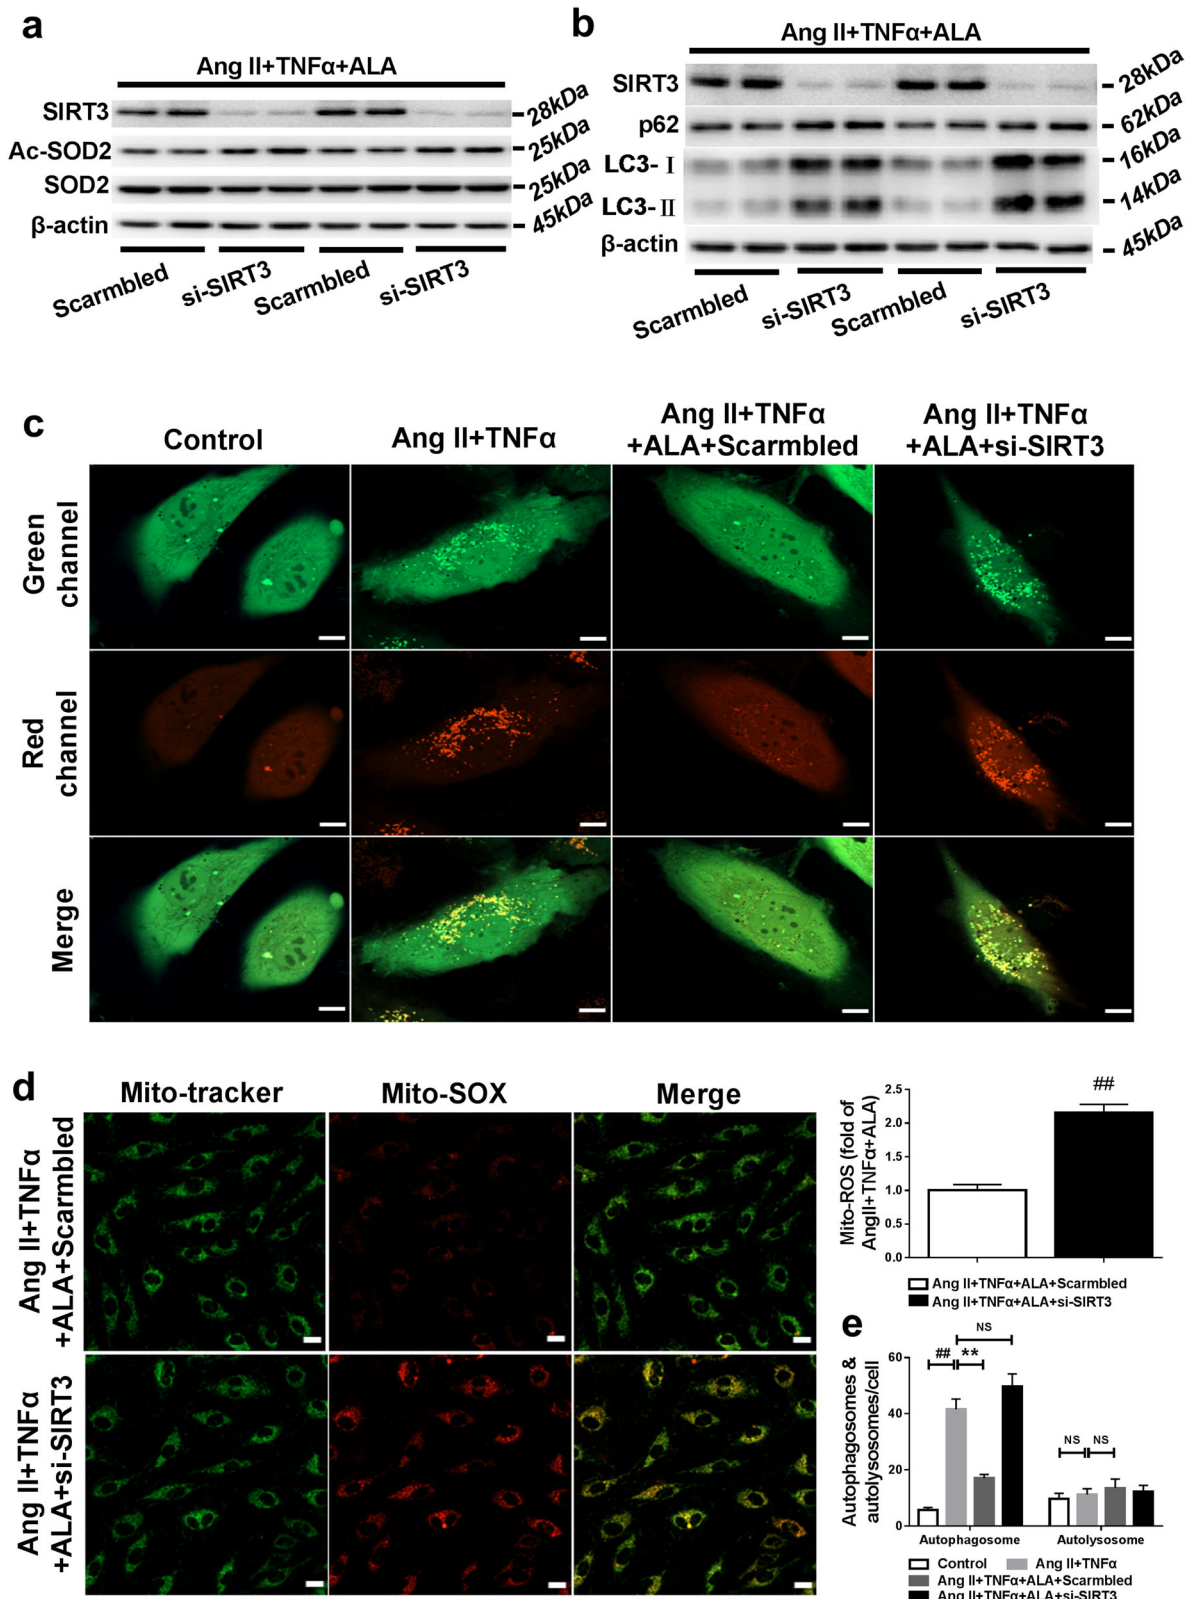 a
Ang II+TNFα+ALA
SIRT3
28kDa
Ac-SOD2
25kDa
SOD2
25kDa
β-actin
45kDa
Scarmbled
si-SIRT3
Scarmbled
si-SIRT3
b
Ang II+TNFα+ALA
SIRT3
28kDa
p62
62kDa
LC3-Ⅰ
16kDa
LC3-Ⅱ
14kDa
β-actin
45kDa
Scarmbled
si-SIRT3
Scarmbled
si-SIRT3
c
Control
Ang II+TNFα
Ang II+TNFα
+ALA+Scarmbled
Ang II+TNFα
+ALA+si-SIRT3
Green
channel
Red
channel
Merge
d
Mito-tracker
Mito-SOX
Merge
Ang II+TNFα
+ALA+Scarmbled
Ang II+TNFα
+ALA+si-SIRT3
Mito-ROS (fold of
AngII+TNFα+ALA)
2.5
2.0
1.5
1.0
0.5
0.0
##
Ang II+TNFα+ALA+Scarmbled
Ang II+TNFα+ALA+si-SIRT3
e
Autophagosomes &
autolysosomes/cell
60
40
20
0
NS
## **
NS NS
Autophagosome
Autolysosome
Control
Ang II+TNFα
Ang II+TNFα+ALA+Scarmbled
Ang II+TNFα+ALA+si-SIRT3